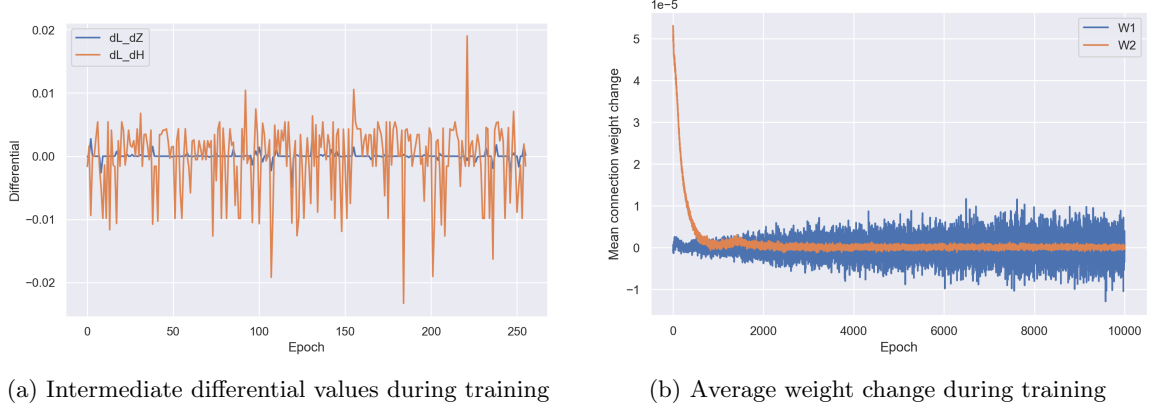 dL_dZ
dL_dH
0.02
0.01
0.00
−0.01
−0.02
Differential
0
50
100
150
200
250
Epoch
(a) Intermediate differential values during training
1e−5
W1
W2
5
4
3
2
1
0
−1
Mean connection weight change
0
2000
4000
6000
8000
10000
Epoch
(b) Average weight change during training